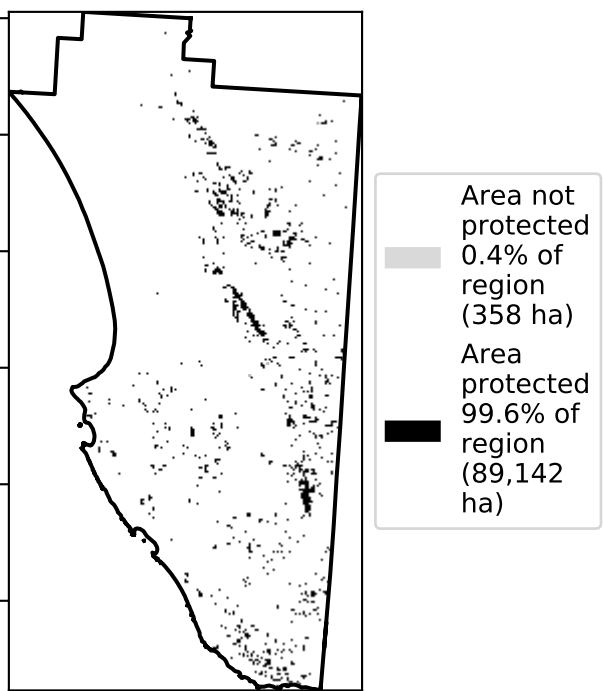 Area not
protected
0.4% of
region
(358 ha)
Area
protected
99.6% of
region
(89,142
ha)